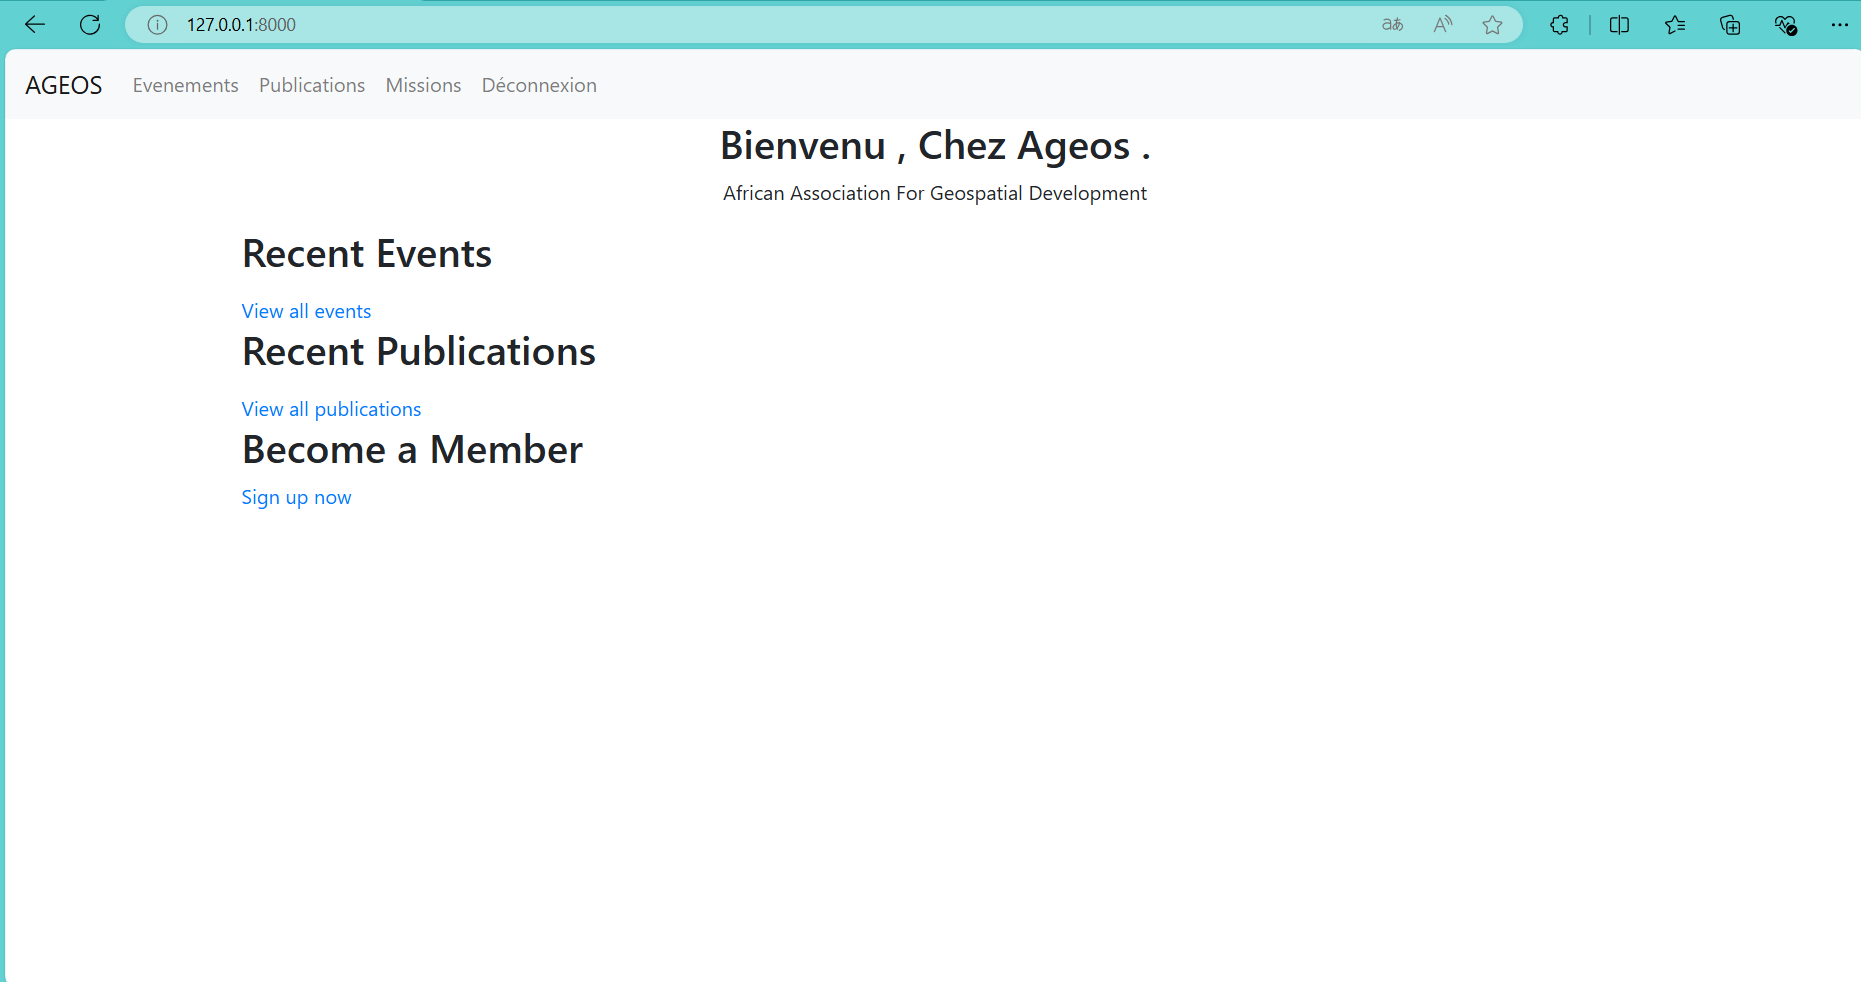 127.0.0.1:8000
AGEOS Evenements Publications Missions Déconnexion
Bienvenu , Chez Ageos .
African Association For Geospatial Development
Recent Events
View all events
Recent Publications
View all publications
Become a Member
Sign up now